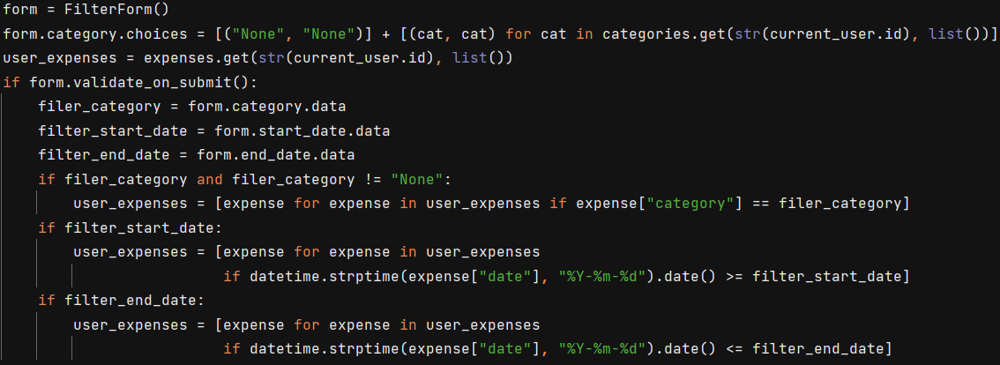 form = FilterForm()
form.category.choices = [("None", "None")] + [(cat, cat) for cat in categories.get(str(current_user.id), list())]
user_expenses = expenses.get(str(current_user.id), list())
if form.validate_on_submit():
    filer_category = form.category.data
    filter_start_date = form.start_date.data
    filter_end_date = form.end_date.data
    if filer_category and filer_category != "None":
        user_expenses = [expense for expense in user_expenses if expense["category"] == filer_category]
    if filter_start_date:
        user_expenses = [expense for expense in user_expenses
                         if datetime.strptime(expense["date"], "%Y-%m-%d").date() >= filter_start_date]
    if filter_end_date:
        user_expenses = [expense for expense in user_expenses
                         if datetime.strptime(expense["date"], "%Y-%m-%d").date() <= filter_end_date]